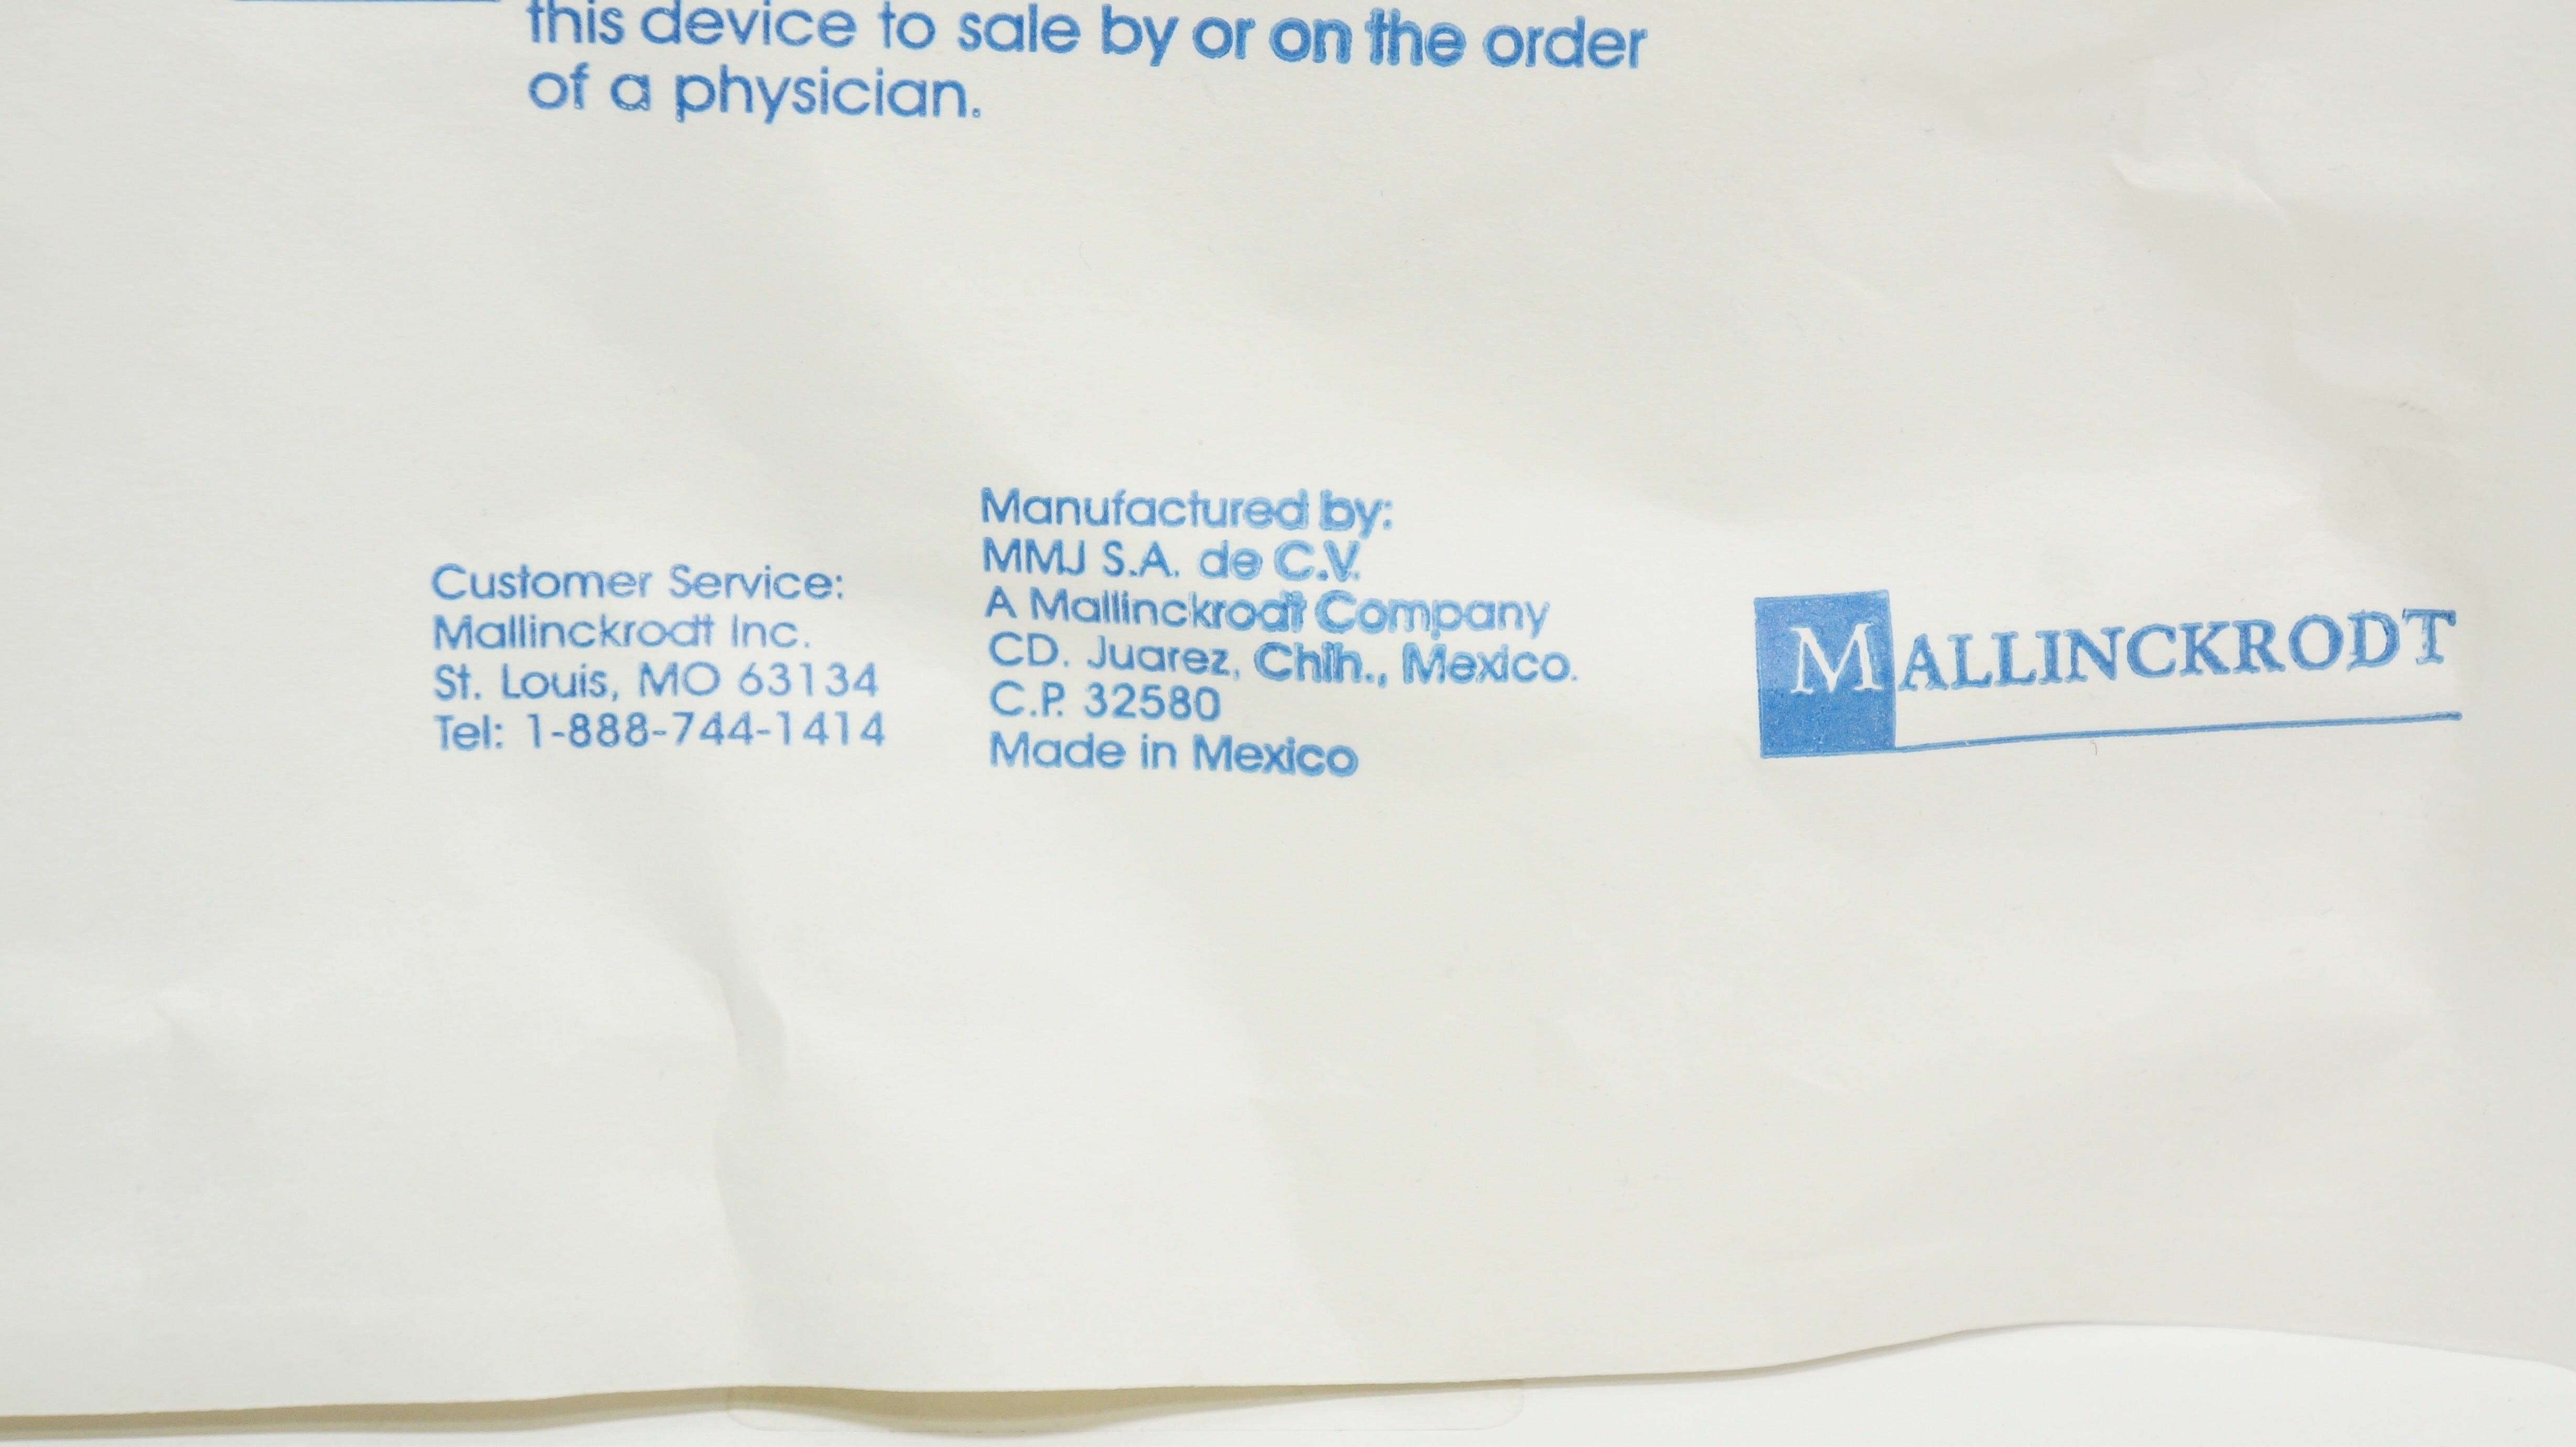 this device to sale by or on the order
of a physician.
Customer Service:
Mallinckrodt Inc.
St. Louis, MO 63134
Tel: 1-888-744-1414
Manufactured by:
MMJ S.A. de C.V.
A Mallinckrodt Company
CD. Juarez, Chih., Mexico.
C.P. 32580
Made in Mexico
MALLINCKRODT